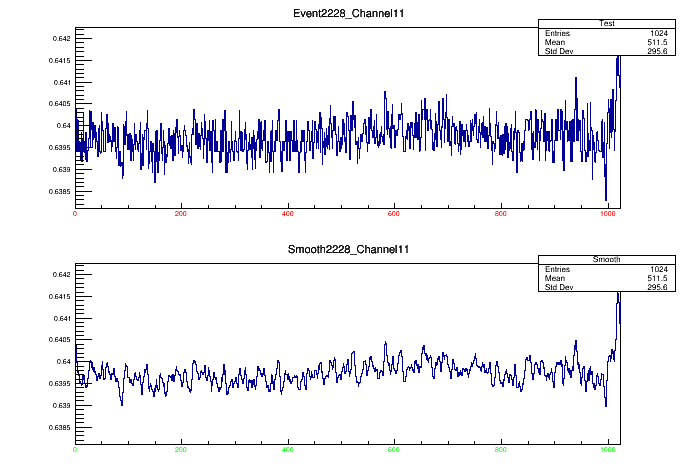 Event2228_Channel11
Test
Entries 1024
Mean 511.5
Std Dev 295.6
0.642
0.6415
0.641
0.6405
0.64
0.6395
0.639
0.6385
0 200 400 600 800 1000
Smooth2228_Channel11
Smooth
Entries 1024
Mean 511.5
Std Dev 295.6
0.642
0.6415
0.641
0.6405
0.64
0.6395
0.639
0.6385
0 200 400 600 800 1000